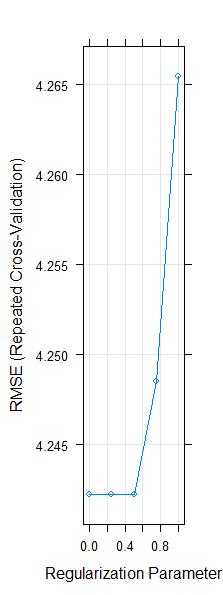 4.265
4.260
4.255
4.250
4.245
RMSE (Repeated Cross-Validation)
0.0 0.4 0.8
Regularization Parameter